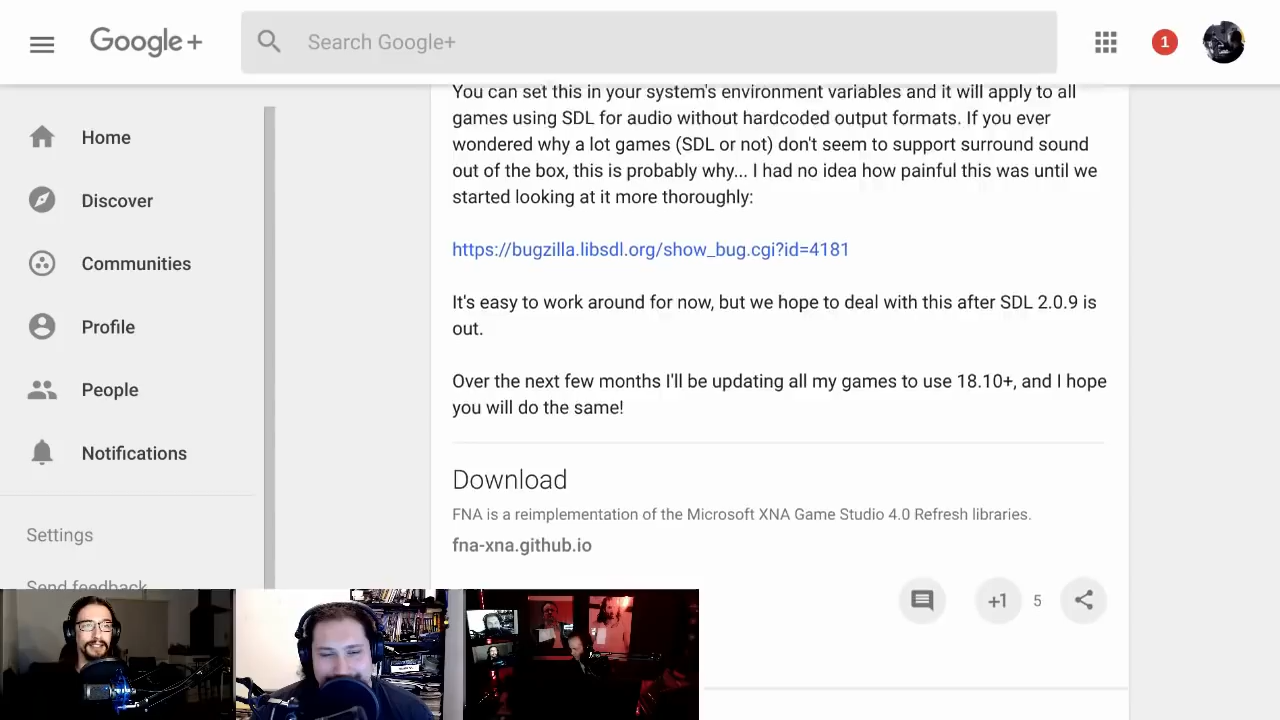 Google+
Search Google+
1
Home
Discover
Communities
Profile
People
Notifications
Settings
Send feedback
You can set this in your system's environment variables and it will apply to all
games using SDL for audio without hardcoded output formats. If you ever
wondered why a lot games (SDL or not) don't seem to support surround sound
out of the box, this is probably why... I had no idea how painful this was until we
started looking at it more thoroughly:
https://bugzilla.libsdl.org/show_bug.cgi?id=4181
It's easy to work around for now, but we hope to deal with this after SDL 2.0.9 is
out.
Over the next few months I'll be updating all my games to use 18.10+, and I hope
you will do the same!
Download
FNA is a reimplementation of the Microsoft XNA Game Studio 4.0 Refresh libraries.
fna-xna.github.io
+1
5